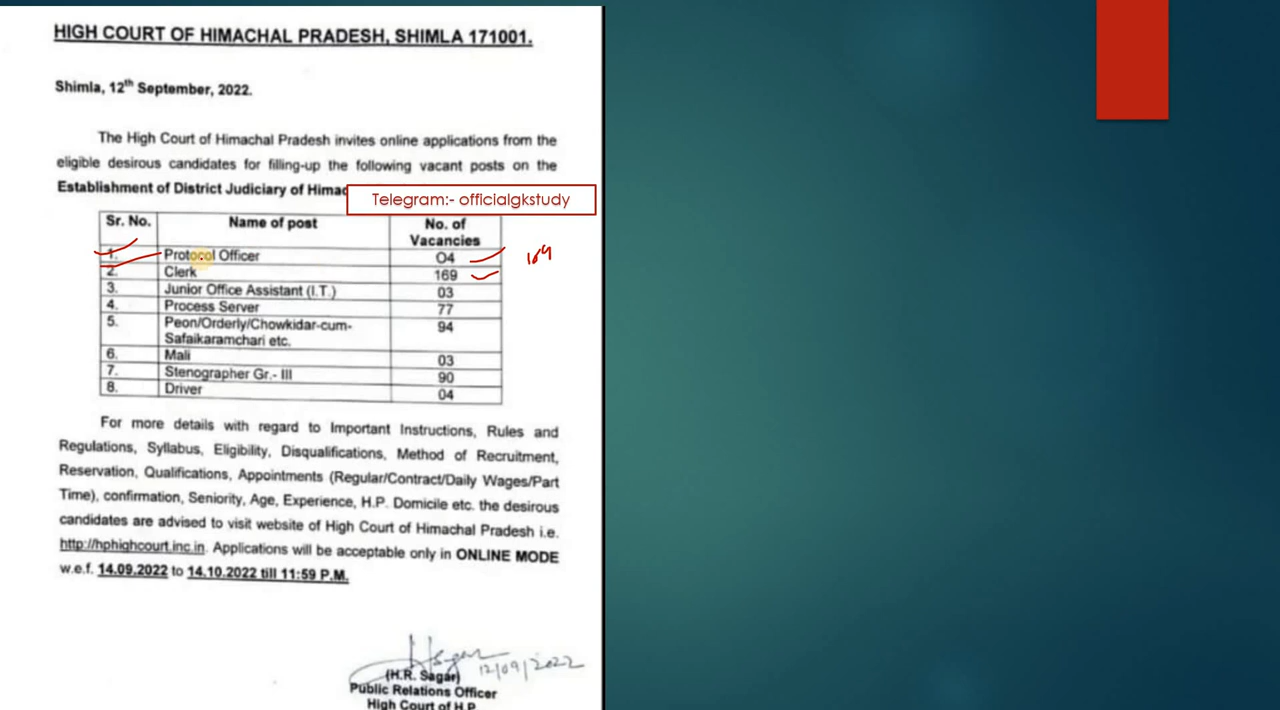 HIGH COURT OF HIMACHAL PRADESH, SHIMLA 171001.
Shimla, 12th September, 2022.
The High Court of Himachal Pradesh invites online applications from the
eligible desirous candidates for filling-up the following vacant posts on the
Establishment of District Judiciary of Himac
Telegram:- officialgkstudy
Sr. No. Name of post No. of Vacancies
1. Protocol Officer 04
169
2. Clerk 169
3. Junior Office Assistant (I.T.) 03
4. Process Server 77
5. Peon/Orderly/Chowkidar-cum- 94
Safaikaramchari etc.
6. Mali 03
7. Stenographer Gr.- III 90
8. Driver 04
For more details with regard to Important Instructions, Rules and
Regulations, Syllabus, Eligibility, Disqualifications, Method of Recruitment,
Reservation, Qualifications, Appointments (Regular/Contract/Daily Wages/Part
Time), confirmation, Seniority, Age, Experience, H.P. Domicile etc. the desirous
candidates are advised to visit website of High Court of Himachal Pradesh i.e.
http://hphighcourt.inc.in. Applications will be acceptable only in ONLINE MODE
w.e.f. 14.09.2022 to 14.10.2022 till 11:59 P.M.
12/09/2022
(H.R. Sagar)
Public Relations Officer
High Court of H.P